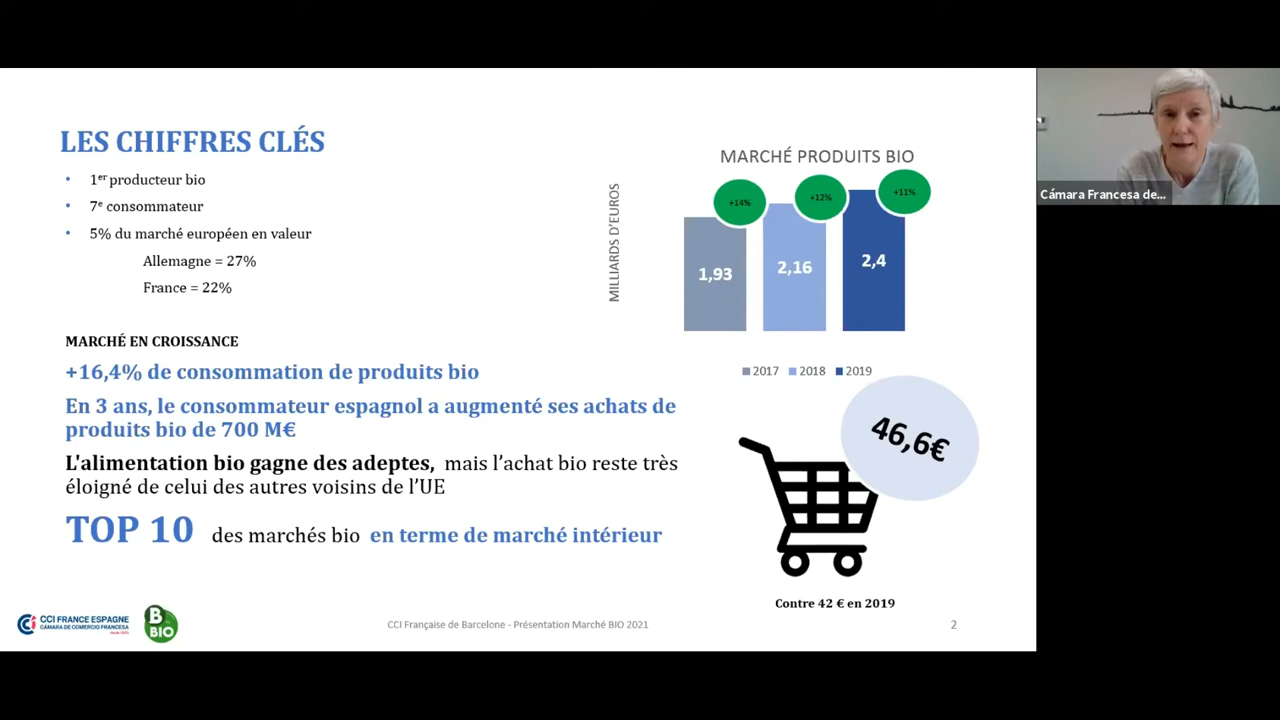 LES CHIFFRES CLÉS
• 1er producteur bio
• 7e consommateur
• 5% du marché européen en valeur
Allemagne = 27%
France = 22%
MARCHÉ EN CROISSANCE
+16,4% de consommation de produits bio
En 3 ans, le consommateur espagnol a augmenté ses achats de
produits bio de 700 M€
L'alimentation bio gagne des adeptes, mais l'achat bio reste très
éloigné de celui des autres voisins de l'UE
TOP 10 des marchés bio en terme de marché intérieur
MARCHÉ PRODUITS BIO
MILLIARDS D'EUROS
+14%
+12%
+11%
1,93
2,16
2,4
2017 2018 2019
46,6€
Contre 42 € en 2019
CCI FRANCE ESPAGNE
CÁMARA DE COMERCIO FRANCESA
B
BIO
CCI Française de Barcelone - Présentation Marché BIO 2021
2
Cámara Francesa de...